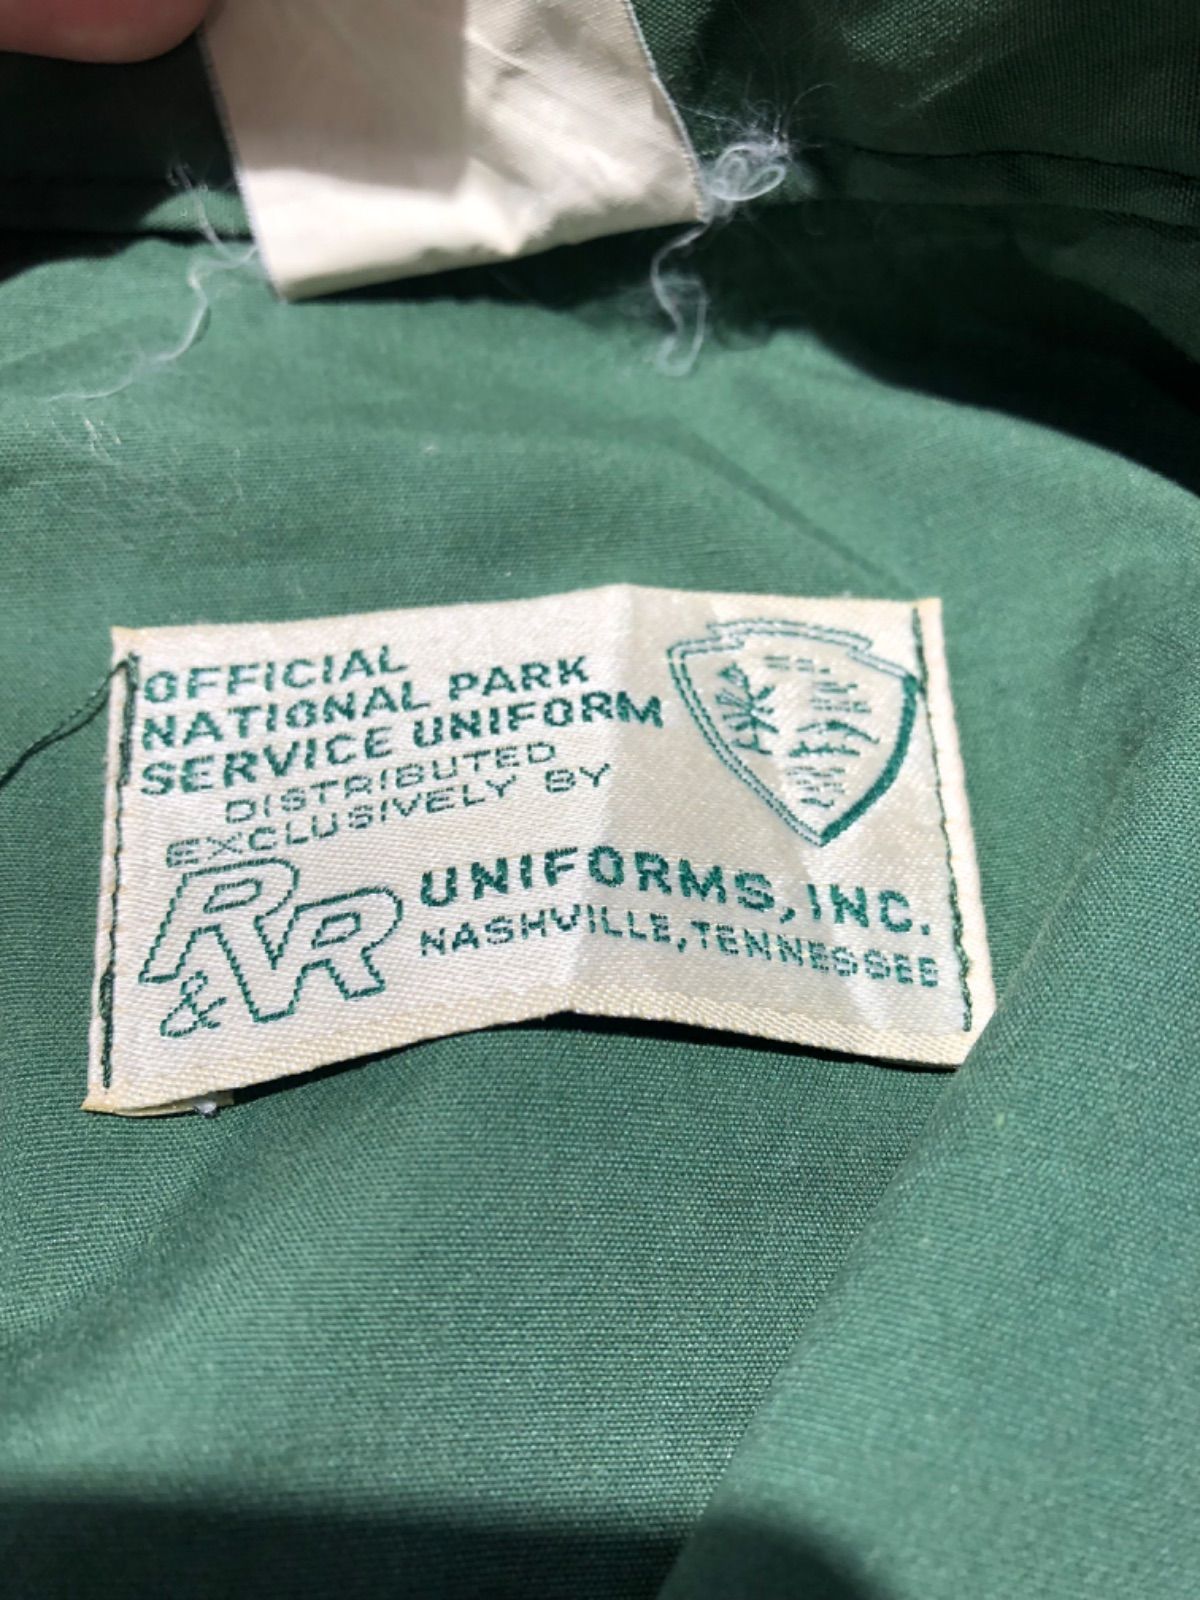 OFFICIAL
NATIONAL PARK
SERVICE UNIFORM
DISTRIBUTED
EXCLUSIVELY BY
R&R UNIFORMS, INC.
NASHVILLE, TENNESSEE